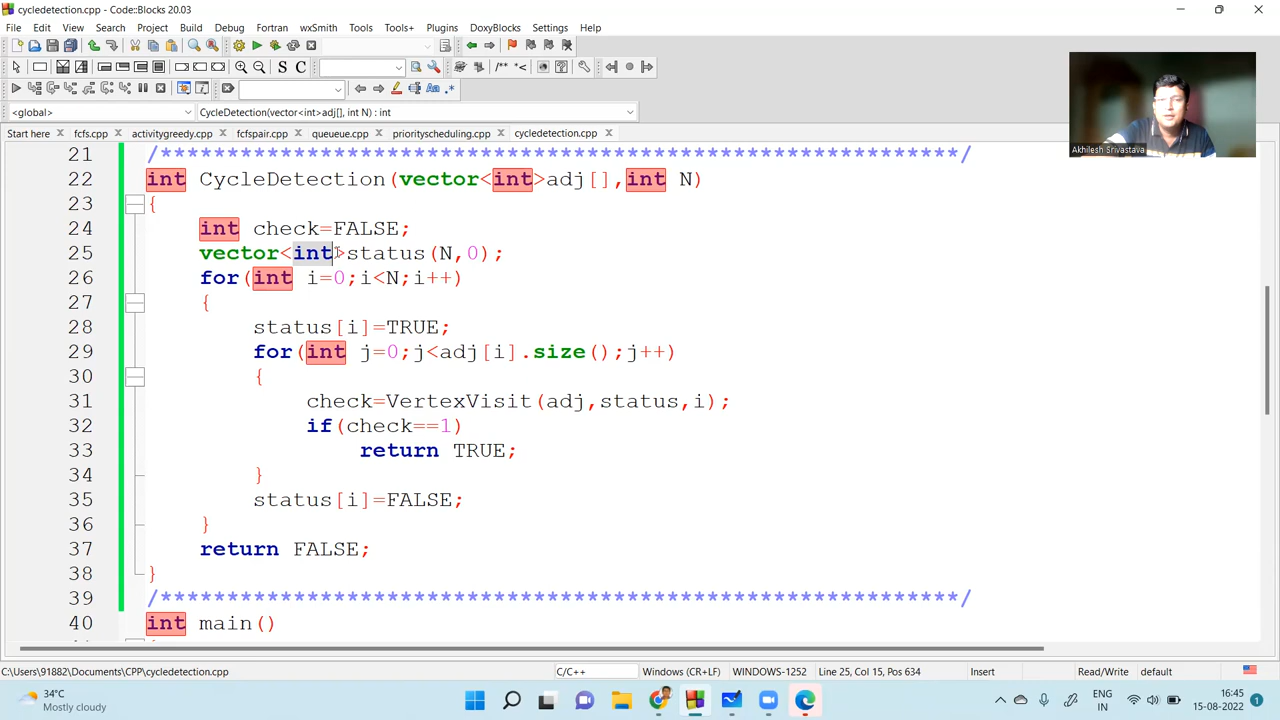 cycledetection.cpp - Code::Blocks 20.03
File Edit View Search Project Build Debug Fortran wxSmith Tools Tools+ Plugins DoxyBlocks Settings Help
S C /** *<
Aa .*
<global> CycleDetection(vector<int>adj[], int N) : int
Start here fcfs.cpp activitygreedy.cpp fcfspair.cpp queueue.cpp priorityscheduling.cpp cycledetection.cpp
Akhilesh Srivastava
21 /************************************************************/
22 int CycleDetection(vector<int>adj[],int N)
23 {
24 int check=FALSE;
25 vector<int>status(N,0);
26 for(int i=0;i<N;i++)
27 {
28 status[i]=TRUE;
29 for(int j=0;j<adj[i].size();j++)
30 {
31 check=VertexVisit(adj,status,i);
32 if(check==1)
33 return TRUE;
34 }
35 status[i]=FALSE;
36 }
37 return FALSE;
38 }
39 /************************************************************/
40 int main()
C:\Users\91882\Documents\CPP\cycledetection.cpp C/C++ Windows (CR+LF) WINDOWS-1252 Line 25, Col 15, Pos 634 Insert Read/Write default
34°C
Mostly cloudy
ENG
IN
16:45
15-08-2022
1